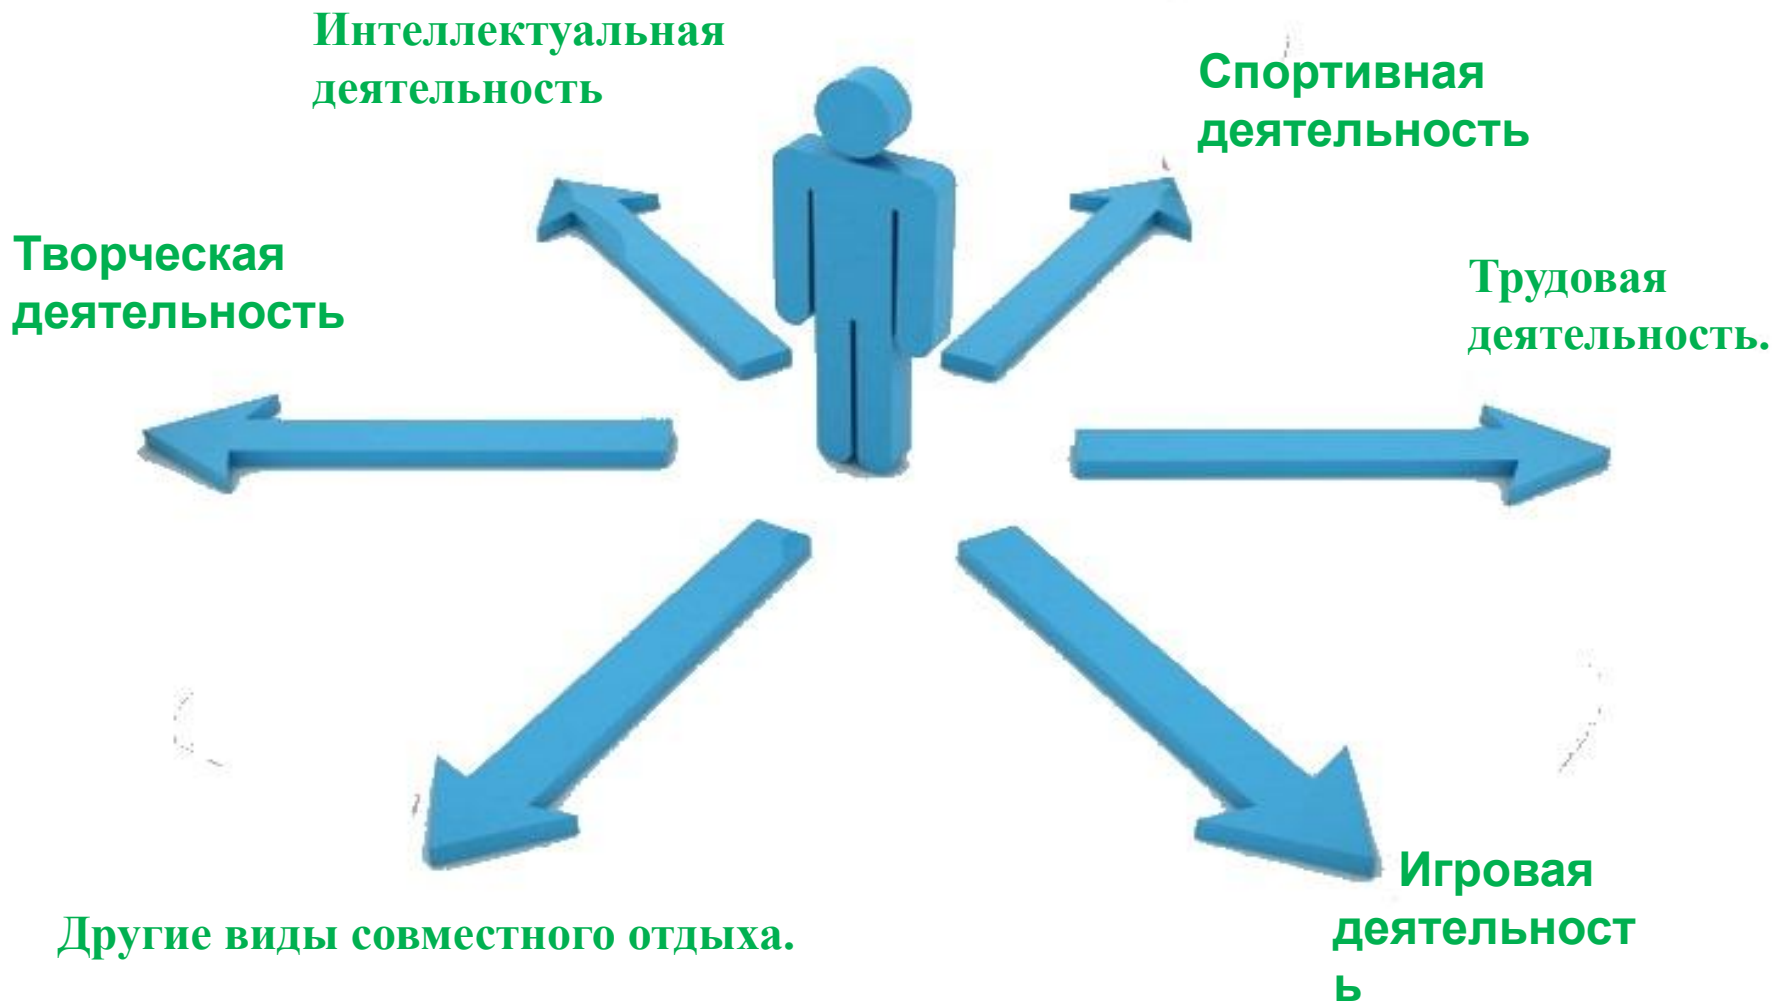 Интеллектуальная
деятельность
Спортивная
деятельность
Творческая
деятельность
Трудовая
деятельность.
Другие виды совместного отдыха.
Игровая
деятельност
ь